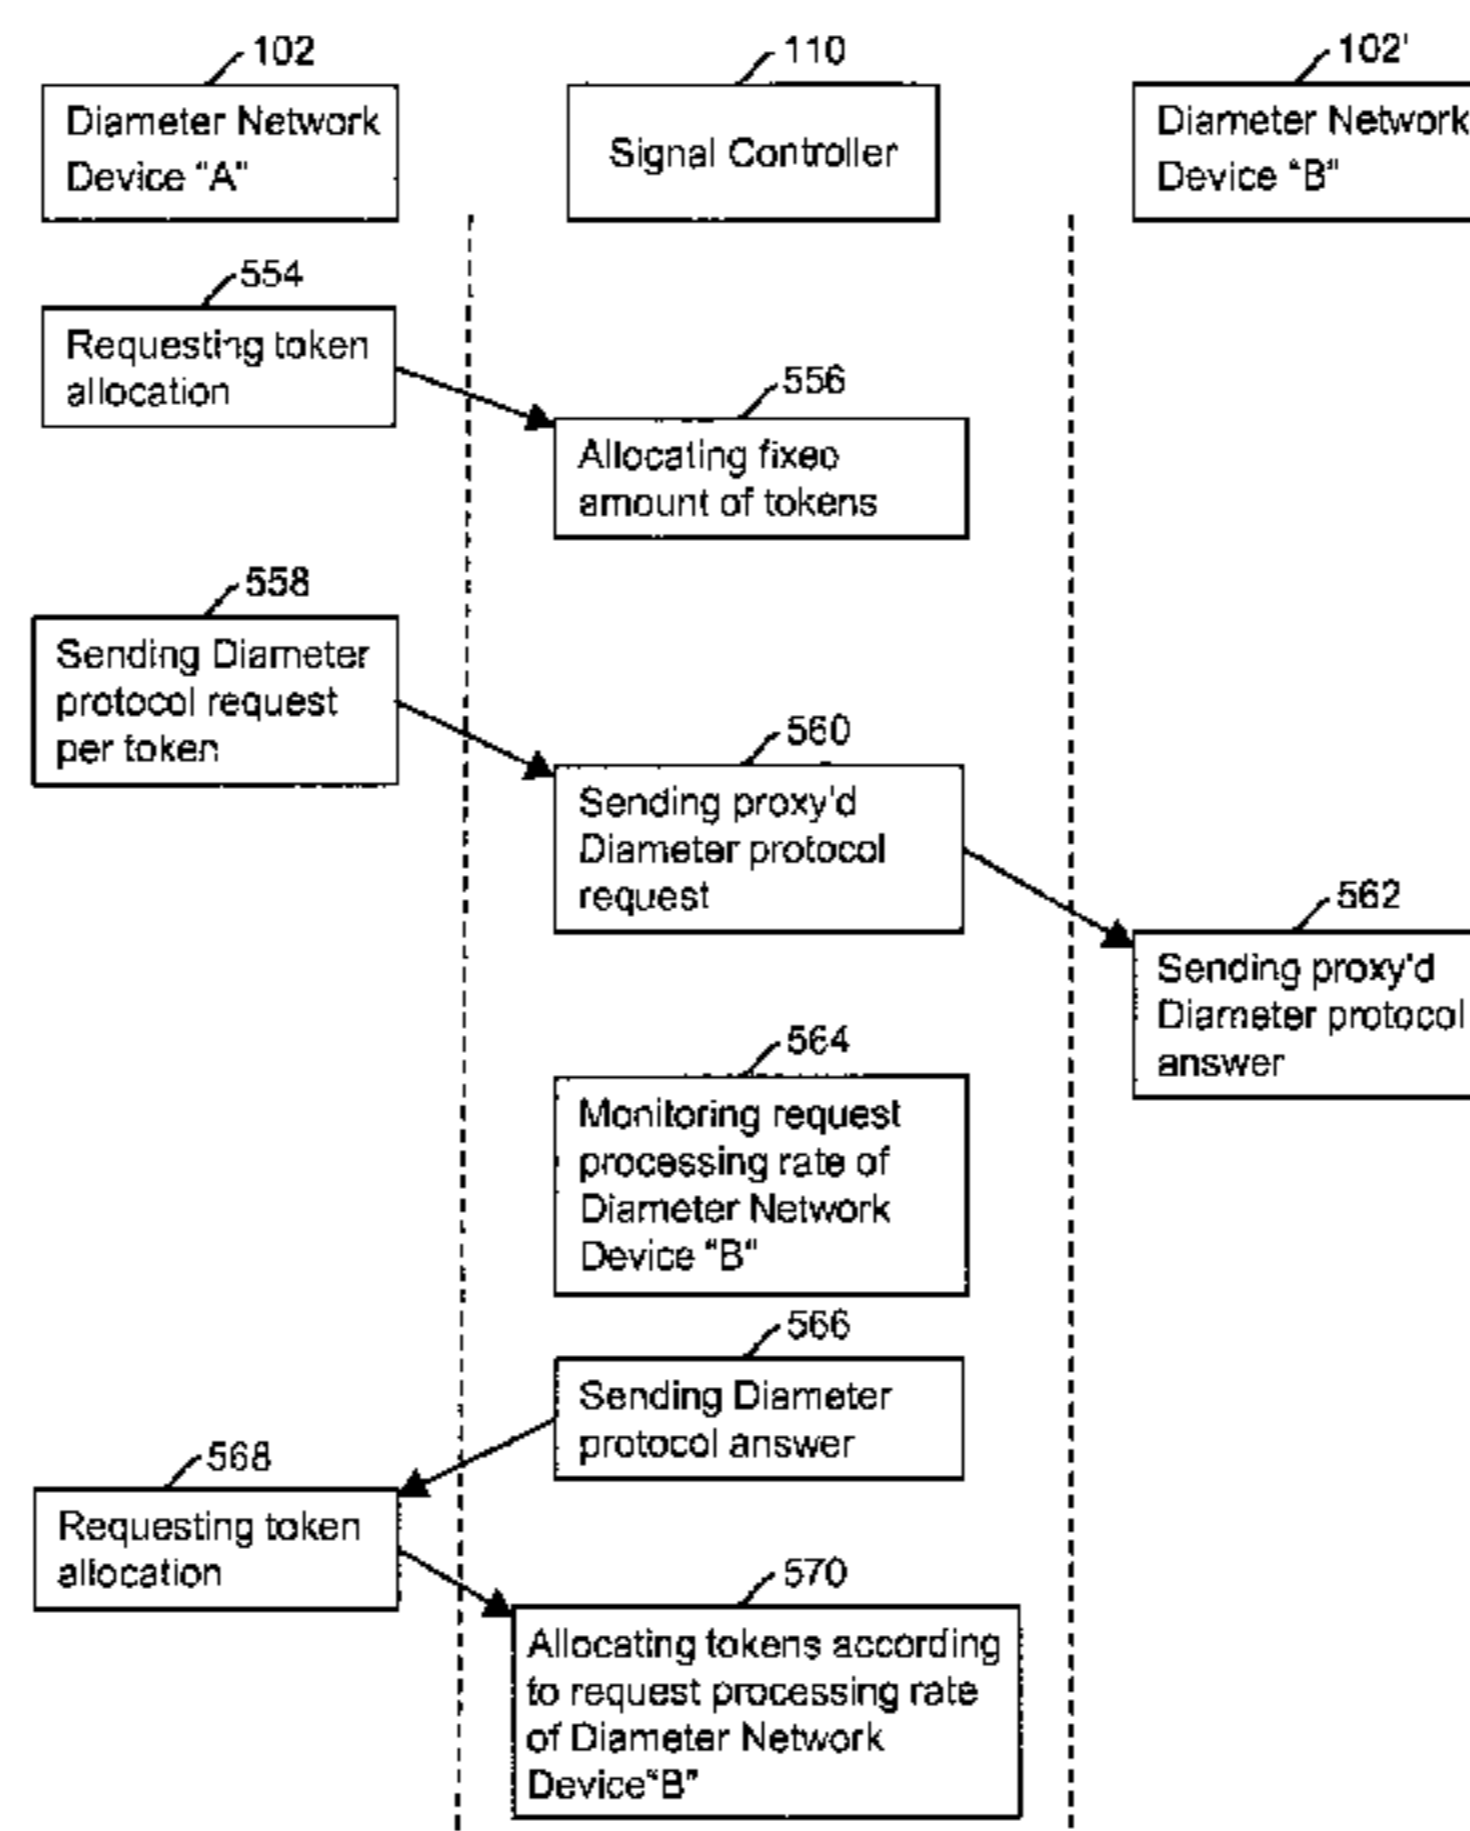 102
110
102'
Diameter Network
Device "A"
Signal Controller
Diameter Network
Device "B"
554
Requesting token
allocation
556
Allocating fixed
amount of tokens
558
Sending Diameter
protocol request
per token
560
Sending proxy'd
Diameter protocol
request
562
Sending proxy'd
Diameter protocol
answer
564
Monitoring request
processing rate of
Diameter Network
Device "B"
566
Sending Diameter
protocol answer
568
Requesting token
allocation
570
Allocating tokens according
to request processing rate
of Diameter Network
Device"B"